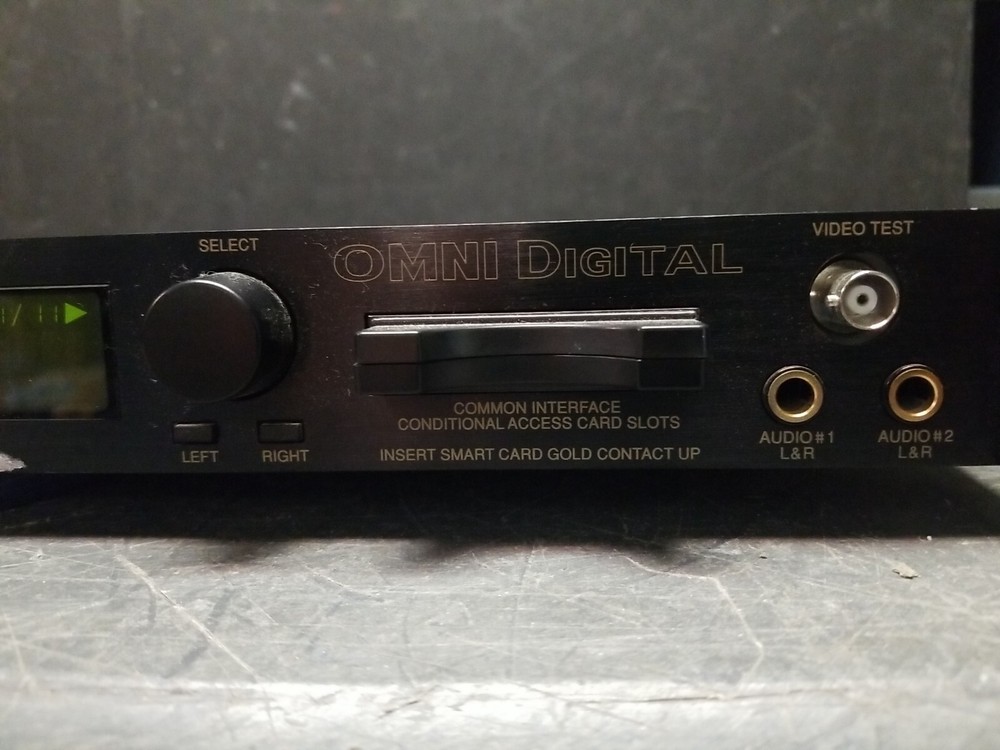 SELECT
OMNI DIGITAL
VIDEO TEST
/ 11▶
COMMON INTERFACE
CONDITIONAL ACCESS CARD SLOTS
LEFT
RIGHT
INSERT SMART CARD GOLD CONTACT UP
AUDIO #1
L&R
AUDIO #2
L&R